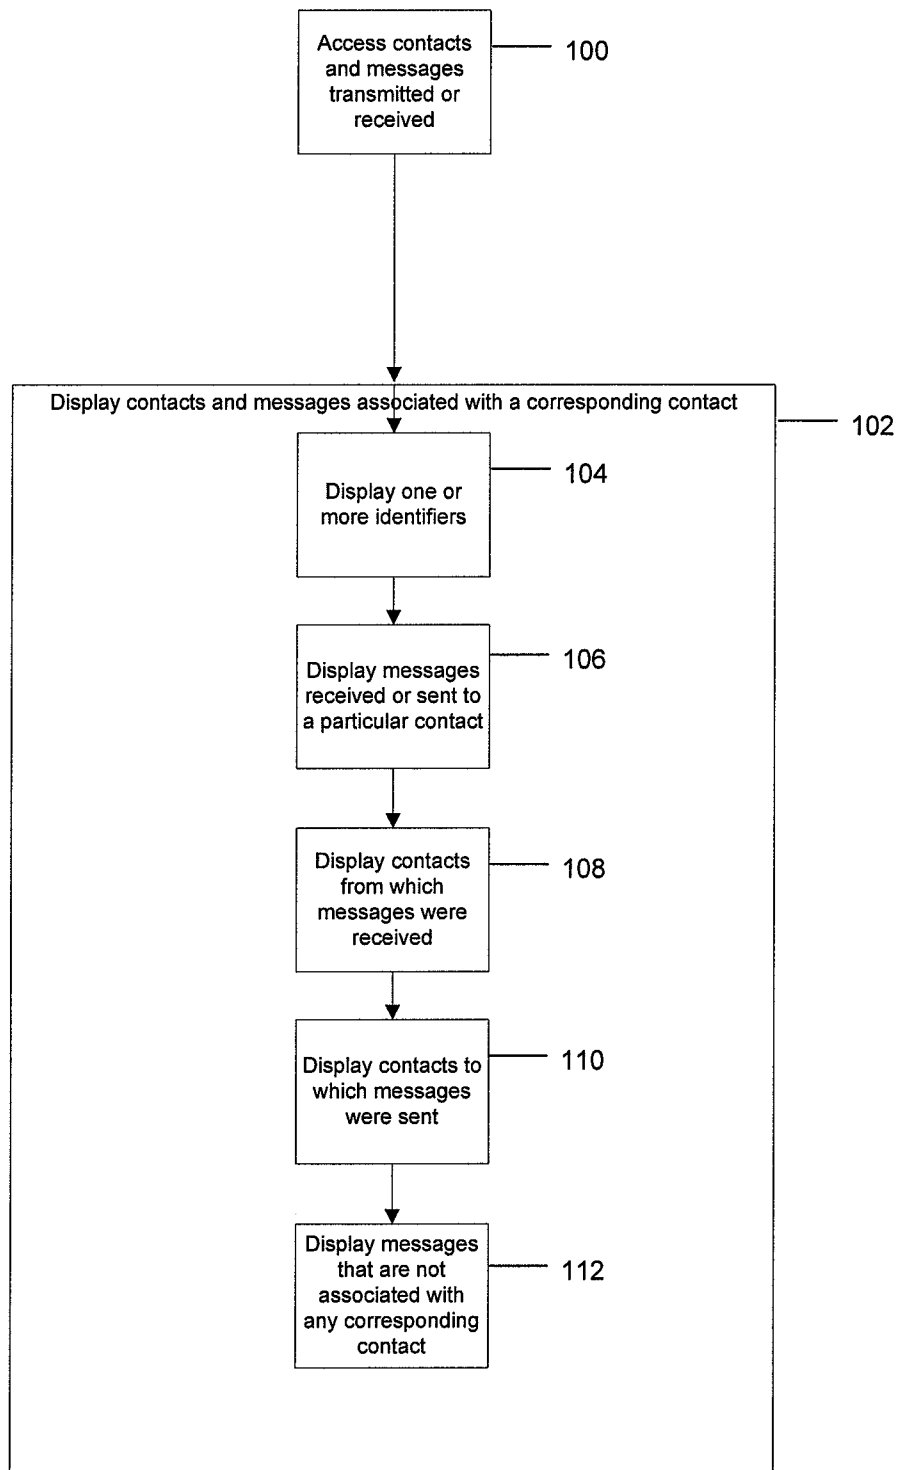 Access contacts
and messages
transmitted or
received
100
Display contacts and messages associated with a corresponding contact
102
Display one or
more identifiers
104
Display messages
received or sent to
a particular contact
106
Display contacts
from which
messages were
received
108
Display contacts to
which messages
were sent
110
Display messages
that are not
associated with
any corresponding
contact
112